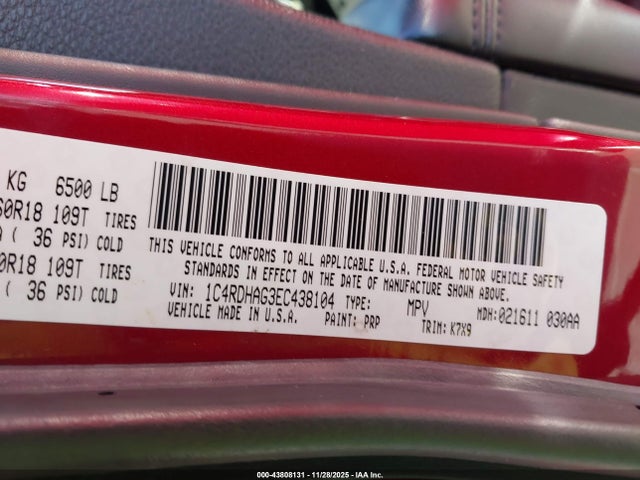 KG 6500 LB
60R18 109T TIRES
( 36 PSI) COLD
0R18 109T TIRES
( 36 PSI) COLD
THIS VEHICLE CONFORMS TO ALL APPLICABLE U.S.A. FEDERAL MOTOR VEHICLE SAFETY
STANDARDS IN EFFECT ON THE DATE OF MANUFACTURE SHOWN ABOVE.
VIN: 1C4RDHAG3EC438104 TYPE: MPV MDH:021611 030AA
VEHICLE MADE IN U.S.A. PAINT: PRP TRIM: K7X9
000-43808131 - 11/28/2025 - IAA Inc.